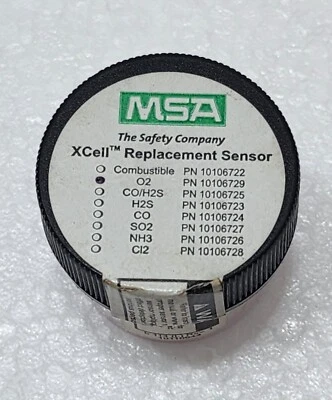 MSA
The Safety Company
XCell™ Replacement Sensor
Combustible PN 10106722
O2 PN 10106729
CO/H2S PN 10106725
H2S PN 10106723
CO PN 10106724
SO2 PN 10106727
NH3 PN 10106726
Cl2 PN 10106728